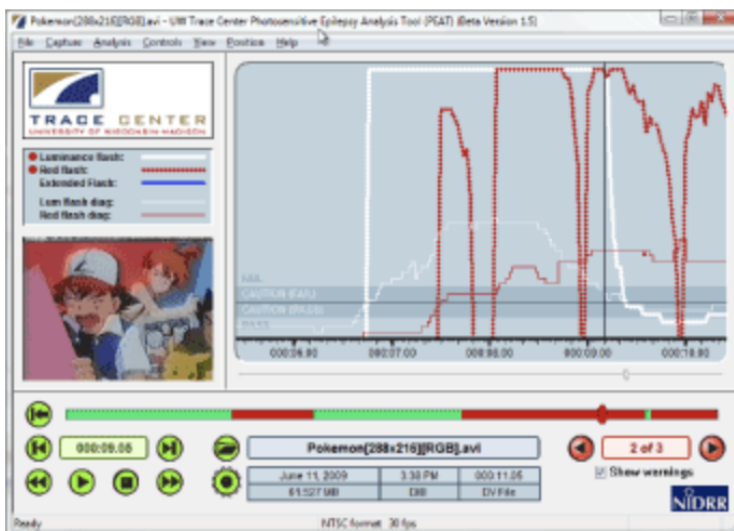 Pokemon[288x216][RGB].avi - UW Trace Center Photosensitive Epilepsy Analysis Tool (PEAT) (Beta Version 1.5)
File Capture Analysis Controls View Position Help
TRACE CENTER
UNIVERSITY OF WISCONSIN-MADISON
Luminance flash:
Red flash:
Extended Flash:
Lum flash diag:
Red flash diag:
FAIL
CAUTION (FAIL)
CAUTION (PASS)
PASS
000:06.00 000:07.00 000:08.00 000:09.00 000:10.00
000:09.06 Pokemon[288x216][RGB].avi 2 of 3
June 11, 2009 3:38 PM 000:11.05 Show warnings
61.527 MB DIB DV File
NIDRR
Ready NTSC format 30 fps